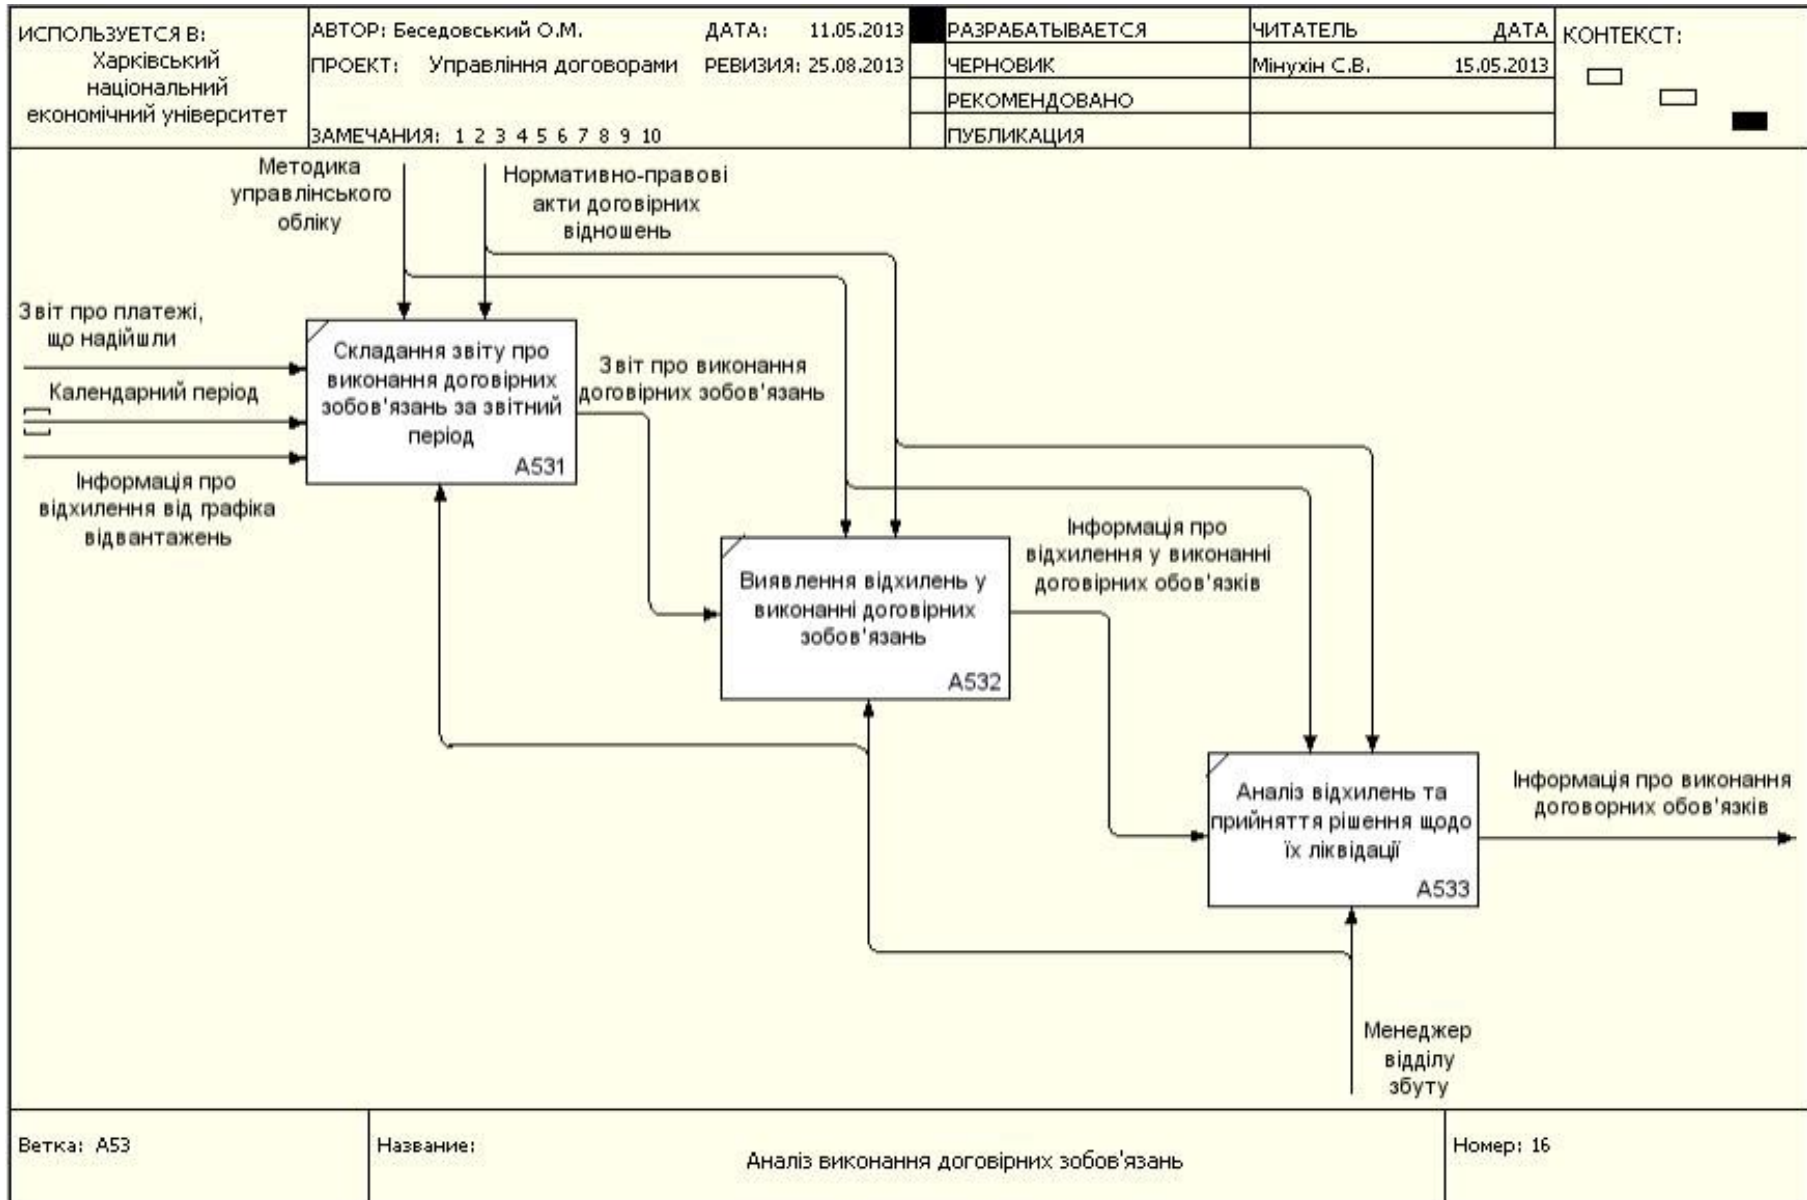 ИСПОЛЬЗУЕТСЯ В:
Харківський
національний
економічний університет
АВТОР: Беседовський О.М.
ДАТА: 11.05.2013
ПРОЕКТ: Управління договорами
РЕВИЗИЯ: 25.08.2013
ЗАМЕЧАНИЯ: 1 2 3 4 5 6 7 8 9 10
РАЗРАБАТЫВАЕТСЯ
ЧЕРНОВИК
РЕКОМЕНДОВАНО
ПУБЛИКАЦИЯ
ЧИТАТЕЛЬ ДАТА
Мінухін С.В. 15.05.2013
КОНТЕКСТ:
Методика
управлінського
обліку
Нормативно-правові
акти договірних
відношень
Звіт про платежі,
що надійшли
Календарний період
Інформація про
відхилення від графіка
відвантажень
Складання звіту про
виконання договірних
зобов'язань за звітний
період
A531
Звіт про виконання
договірних зобов'язань
Виявлення відхилень у
виконанні договірних
зобов'язань
A532
Інформація про
відхилення у виконанні
договірних обов'язків
Аналіз відхилень та
прийняття рішення щодо
їх ліквідації
A533
Інформація про виконання
договорних обов'язків
Менеджер
відділу
збуту
Ветка: A53
Название:
Аналіз виконання договірних зобов'язань
Номер: 16